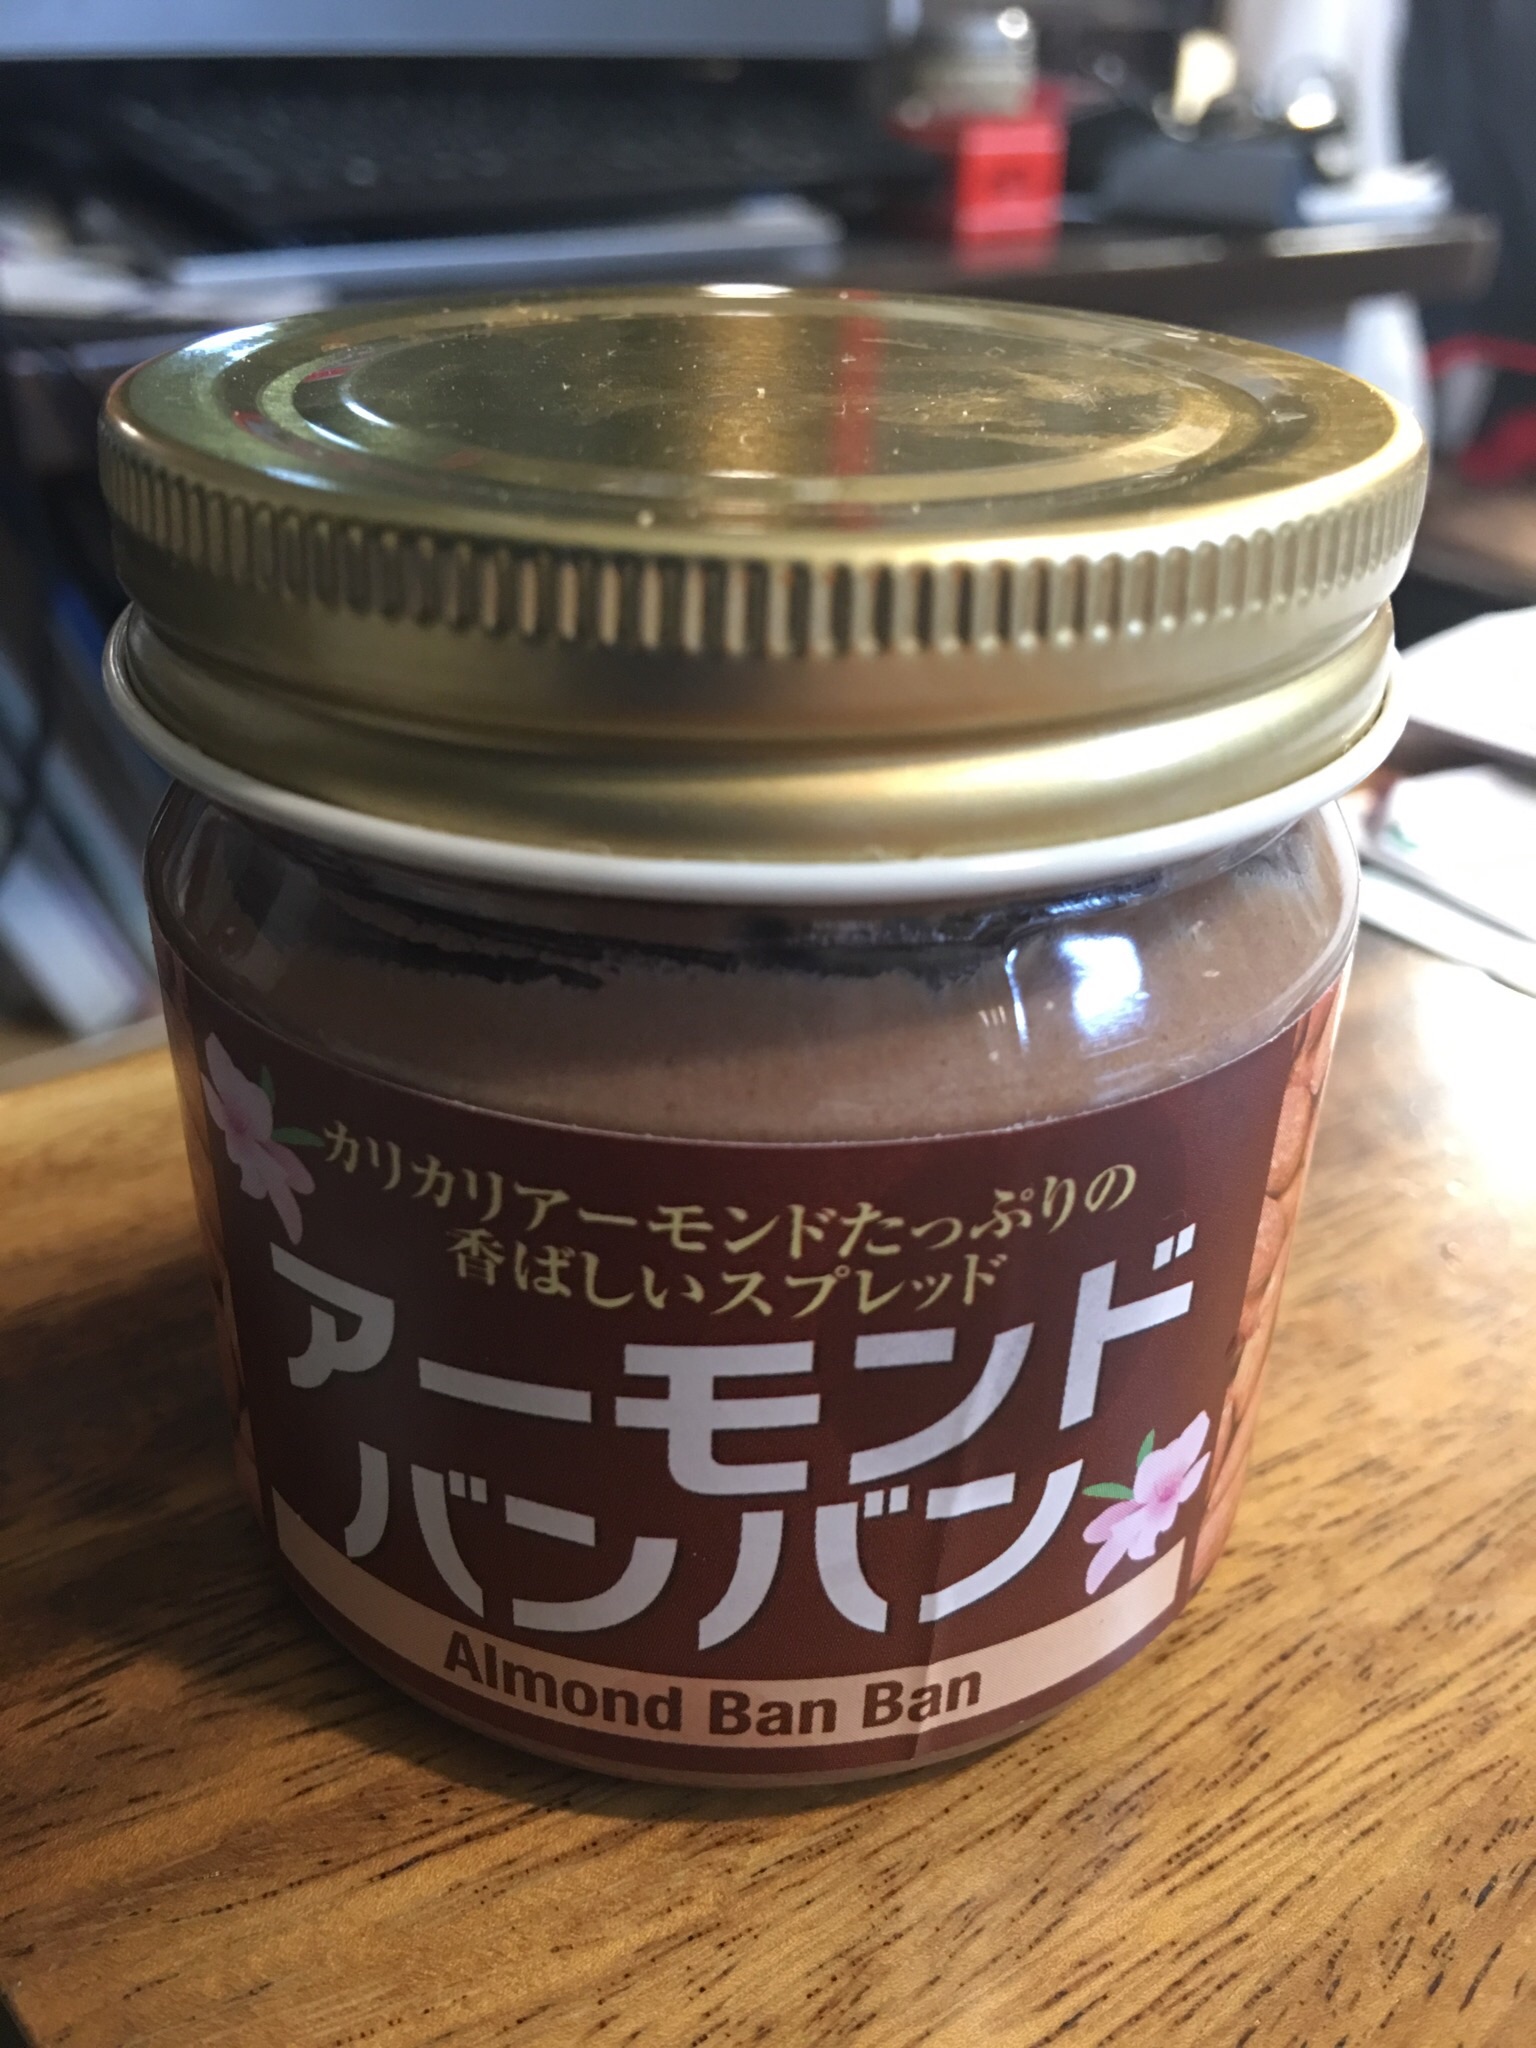 カリカリアーモンドたっぷりの
香ばしいスプレッド
アーモンド
バンバン
Almond Ban Ban